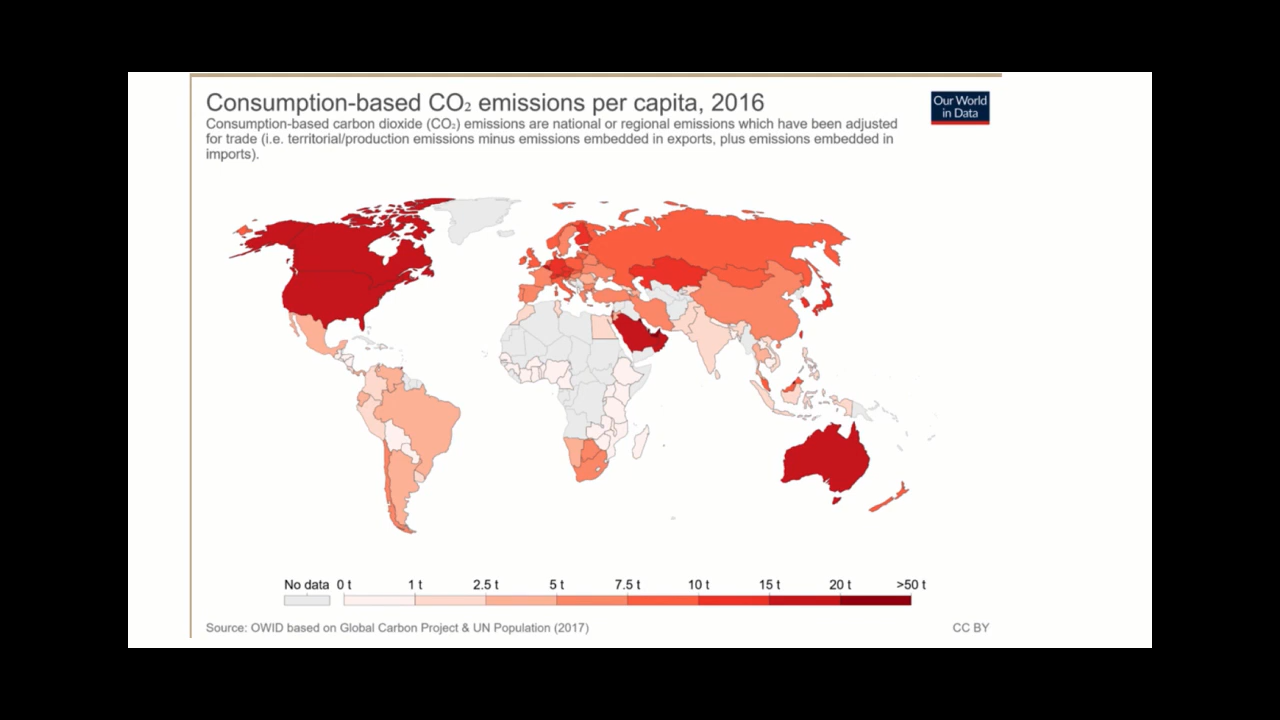 Consumption-based CO₂ emissions per capita, 2016
Our World
in Data
Consumption-based carbon dioxide (CO₂) emissions are national or regional emissions which have been adjusted
for trade (i.e. territorial/production emissions minus emissions embedded in exports, plus emissions embedded in
imports).
No data 0 t 1 t 2.5 t 5 t 7.5 t 10 t 15 t 20 t >50 t
Source: OWID based on Global Carbon Project & UN Population (2017) CC BY